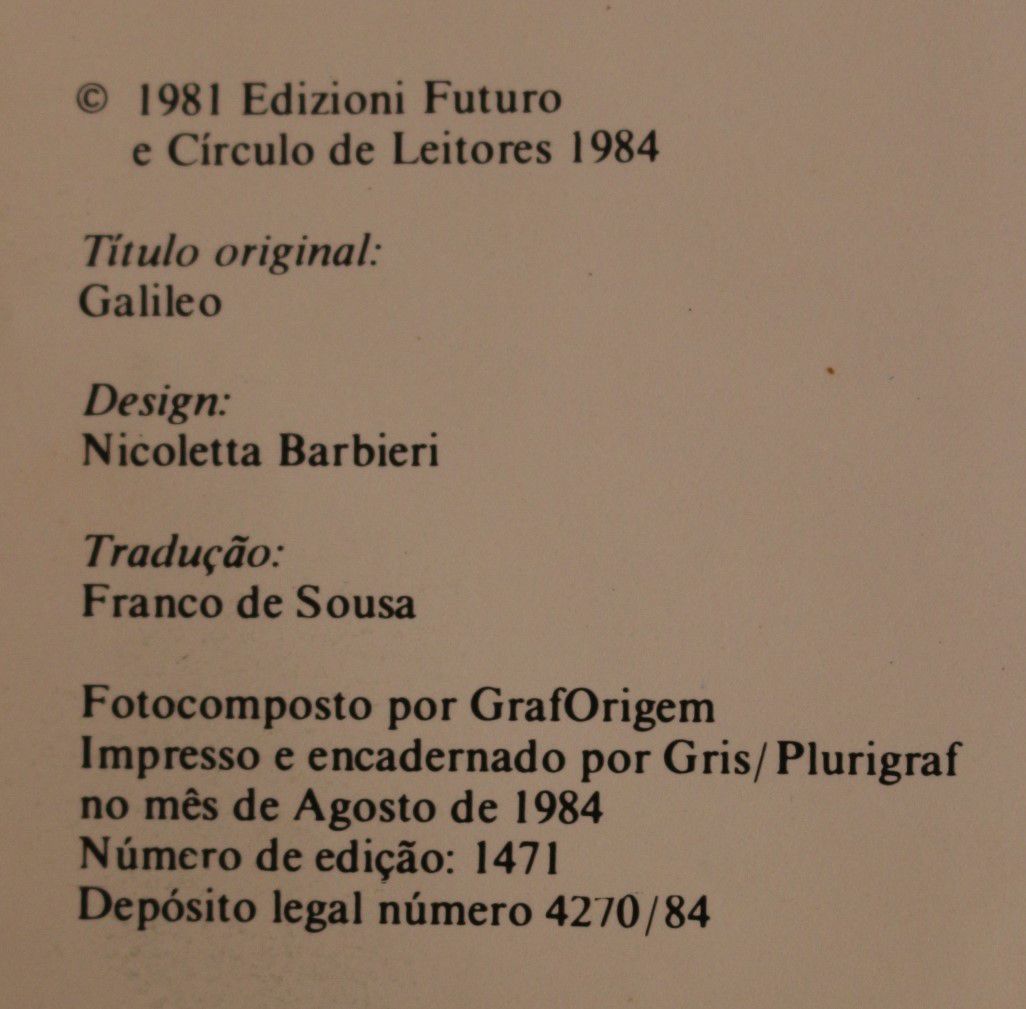 © 1981 Edizioni Futuro
e Círculo de Leitores 1984
Título original:
Galileo
Design:
Nicoletta Barbieri
Tradução:
Franco de Sousa
Fotocomposto por GrafOrigem
Impresso e encadernado por Gris/Plurigraf
no mês de Agosto de 1984
Número de edição: 1471
Depósito legal número 4270/84